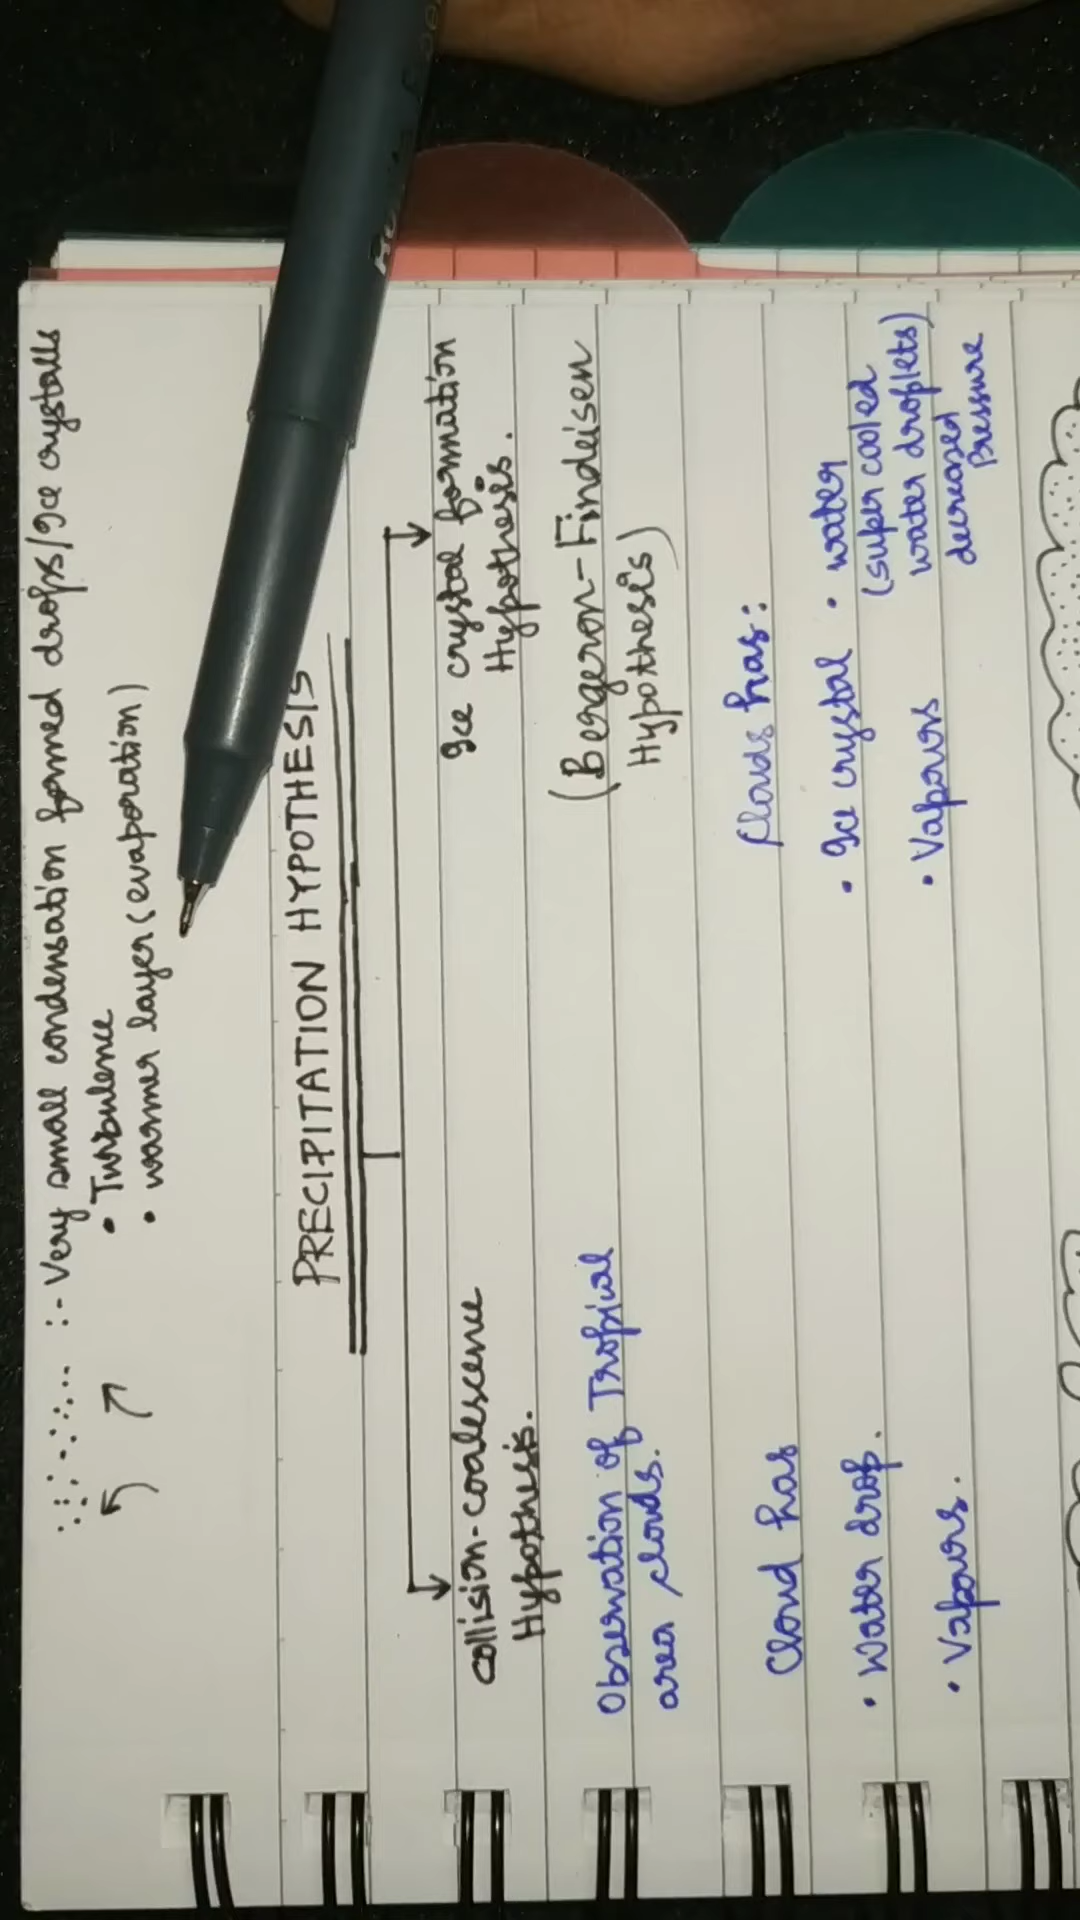 :- Very small condensation formed drops/Ice crystalls
• Turbulence
• warmer layer (evaporation)
PRECIPITATION HYPOTHESIS
collision-coalescence
Hypothesis.
Observation of Tropical
area clouds.
Cloud has
• Water drop.
• Vapours.
Ice crystal formation
Hypothesis.
(Bergeron-Findeisen
Hypothesis)
Clouds has:
• Ice crystal • water
(super cooled
water droplets)
• Vapours decreased
pressure